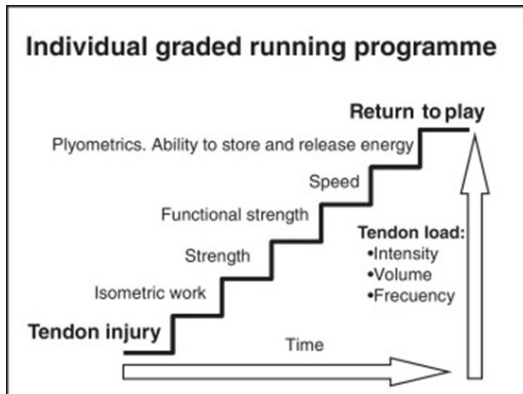 Individual graded running programme
Return to play
Plyometrics. Ability to store and release energy
Speed
Functional strength
Tendon load:
•Intensity
Strength
•Volume
Isometric work
•Frecuency
Tendon injury
Time